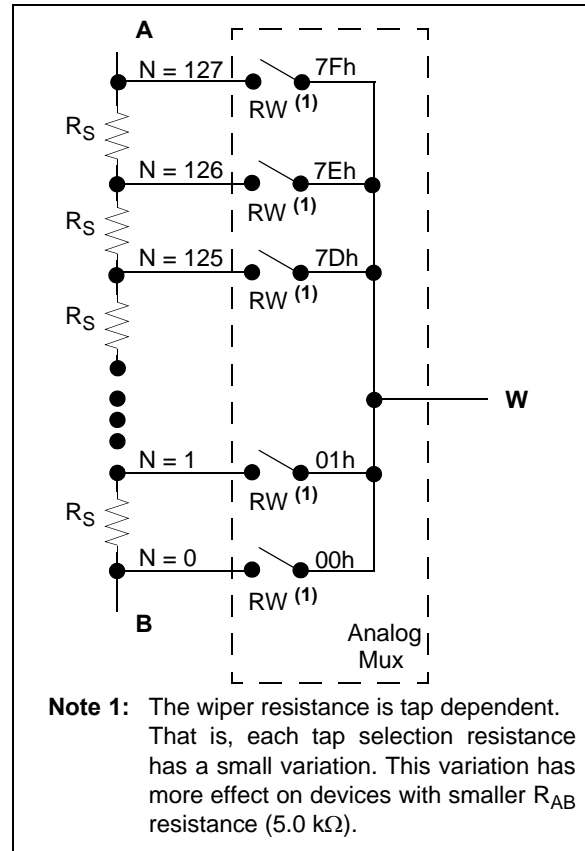 A
N = 127 7Fh
RW (1)
RS
N = 126 7Eh
RW (1)
RS
N = 125 7Dh
RW (1)
RS
W
N = 1 01h
RW (1)
RS
N = 0 00h
RW (1)
B
Analog
Mux
Note 1: The wiper resistance is tap dependent.
That is, each tap selection resistance
has a small variation. This variation has
more effect on devices with smaller RAB
resistance (5.0 kΩ).